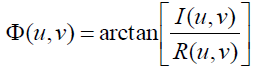 Φ(u,v) = arctan[I(u,v)/R(u,v)]